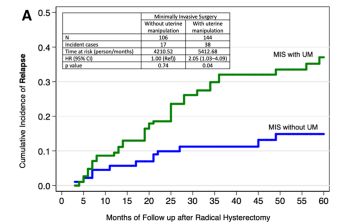 A
Minimally Invasive Surgery
Without uterine manipulation
With uterine manipulation
N 106 144
Incident cases 17 38
Time at risk (person/months) 4210.52 5412.68
HR (95% CI) 1.00 (Ref)) 2.05 (1.03–4.09)
p value 0.74 0.04
Cumulative Incidence of Relapse
0.5
0.4
0.3
0.2
0.1
0.0
MIS with UM
MIS without UM
0 5 10 15 20 25 30 35 40 45 50 55 60
Months of Follow up after Radical Hysterectomy